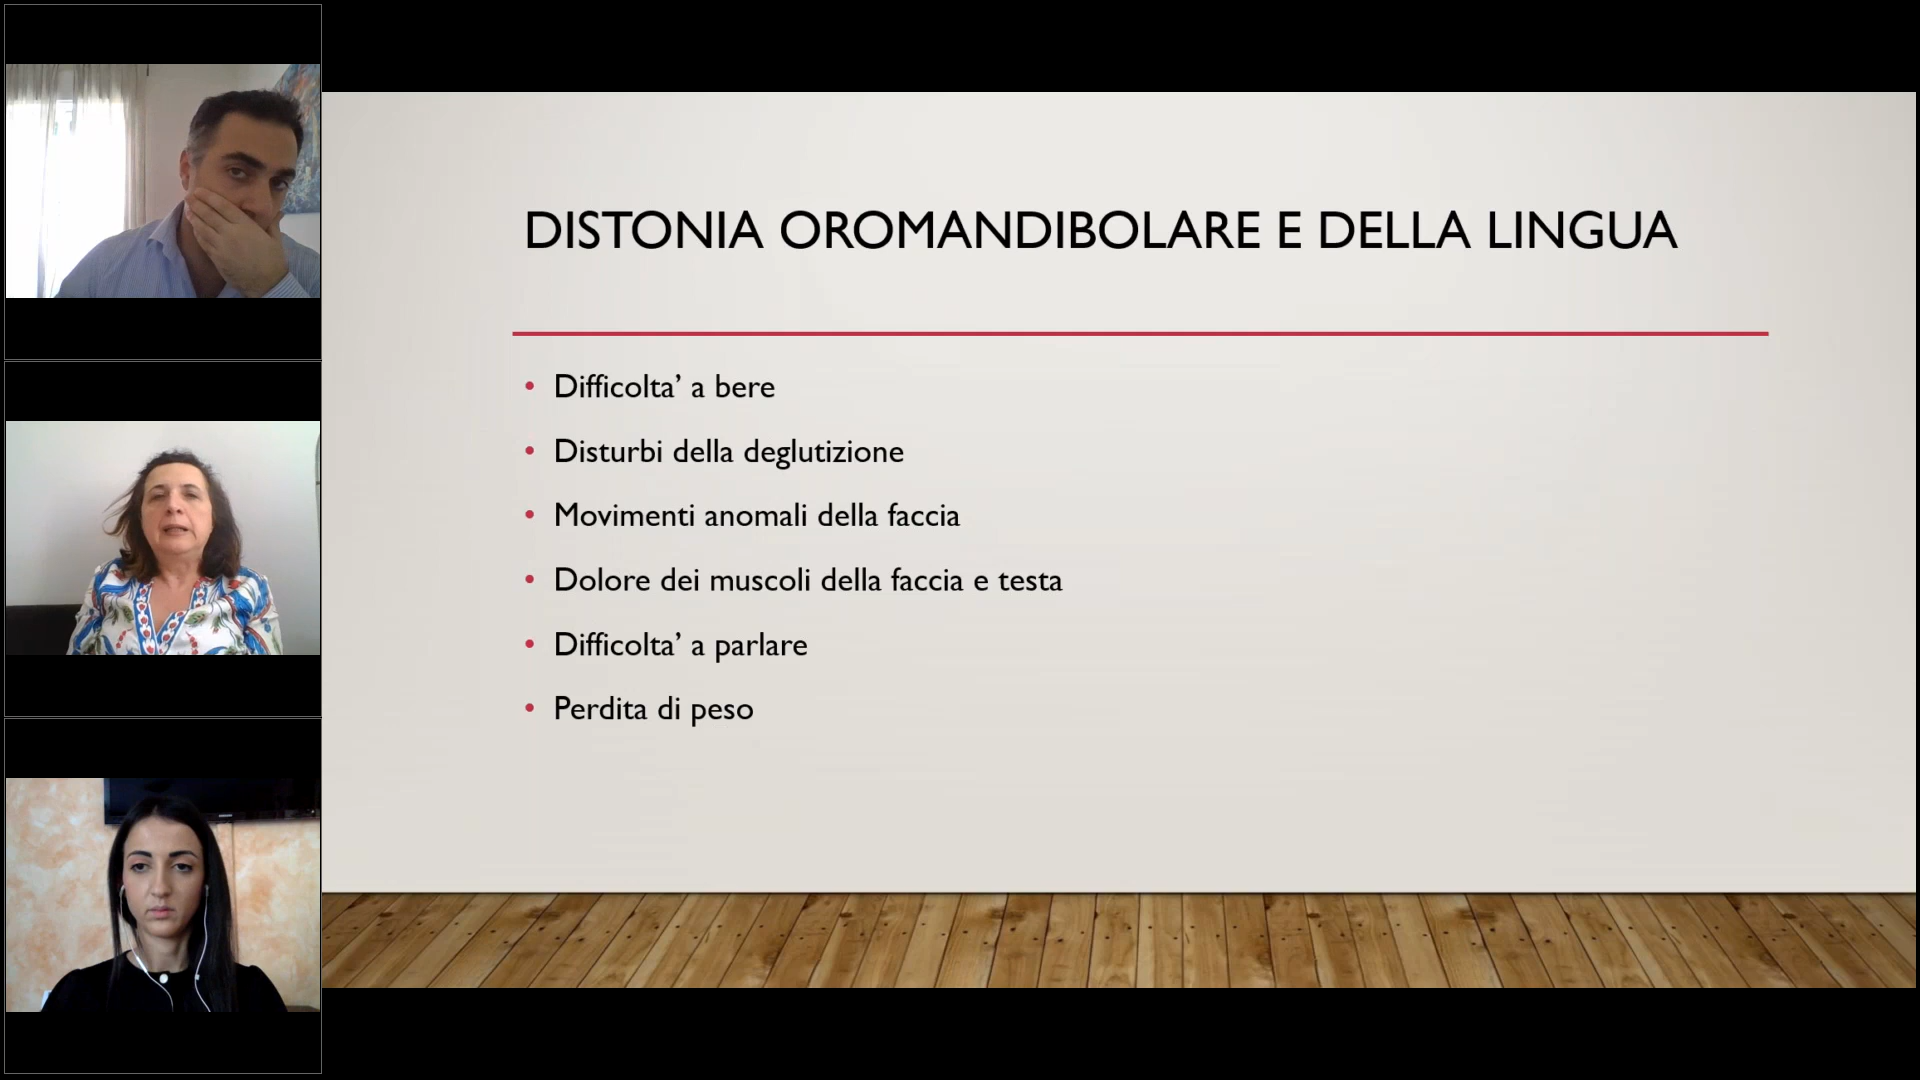 DISTONIA OROMANDIBOLARE E DELLA LINGUA
• Difficolta’ a bere
• Disturbi della deglutizione
• Movimenti anomali della faccia
• Dolore dei muscoli della faccia e testa
• Difficolta’ a parlare
• Perdita di peso